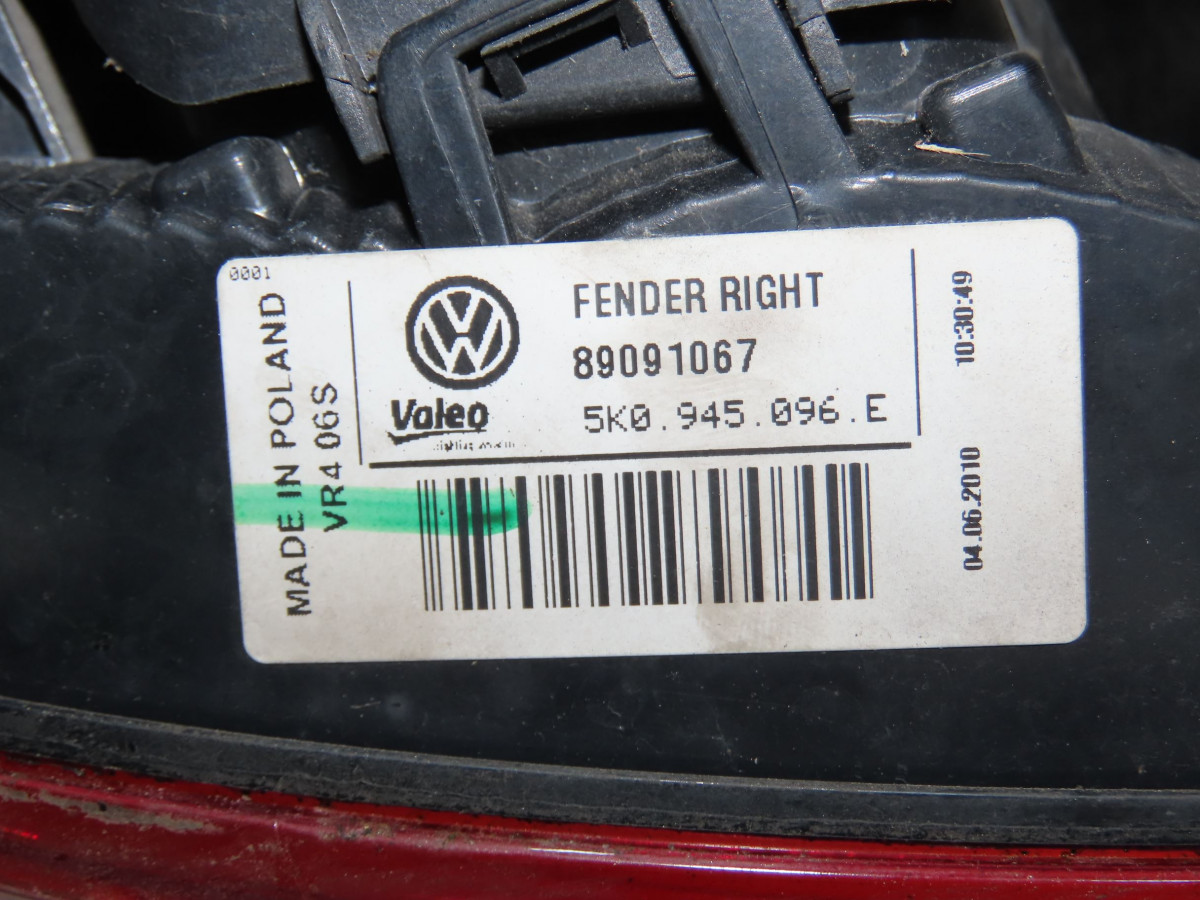 0001
MADE IN POLAND
VR4 06S
Valeo
FENDER RIGHT
89091067
5K0.945.096.E
10:30:49
04.06.2010